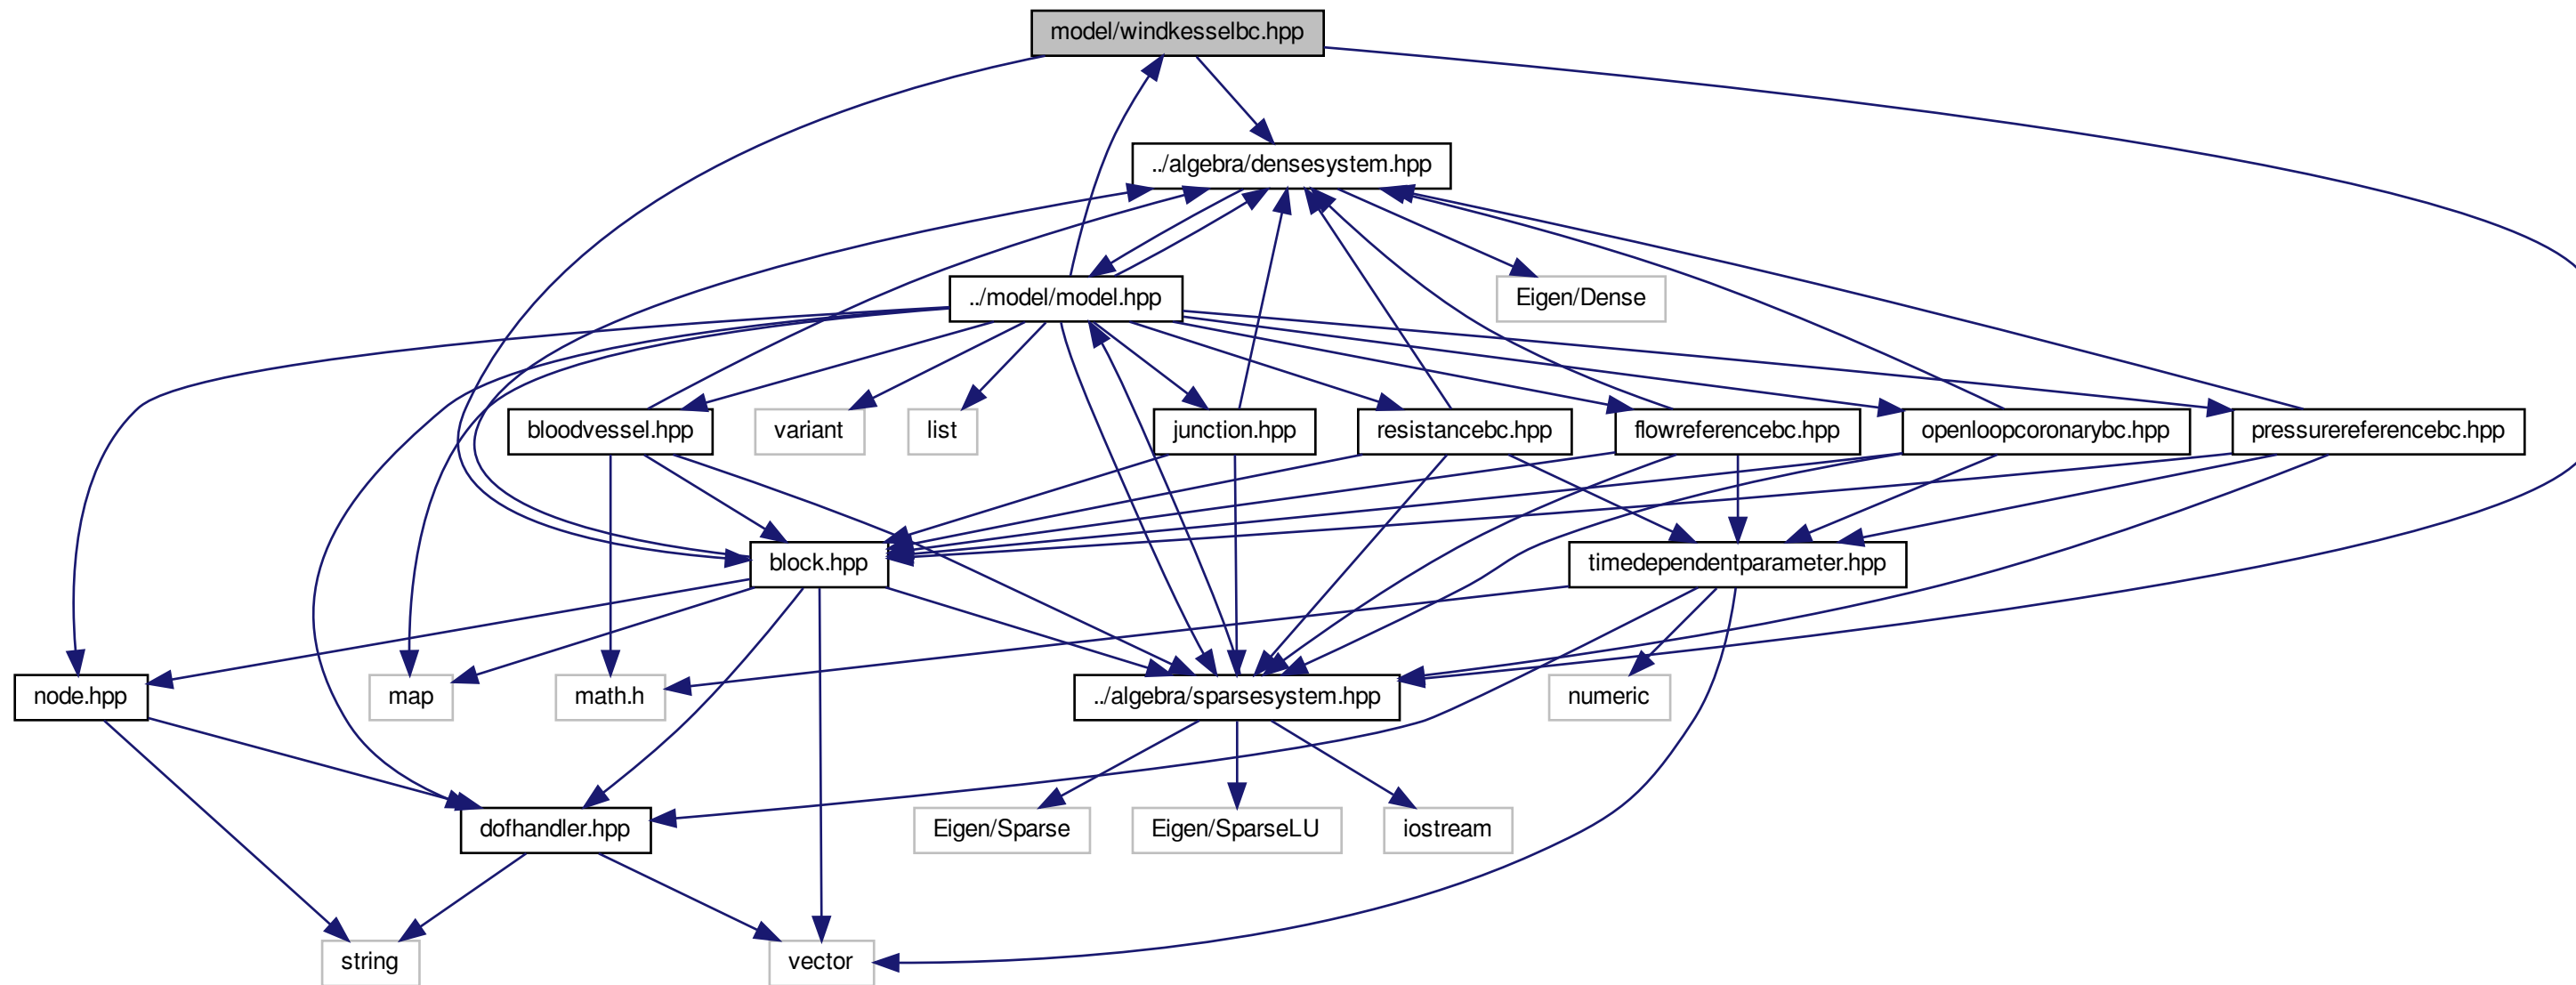 model/windkesselbc.hpp
../algebra/densesystem.hpp
../model/model.hpp
Eigen/Dense
bloodvessel.hpp
variant
list
junction.hpp
resistancebc.hpp
flowreferencebc.hpp
openloopcoronarybc.hpp
pressurereferencebc.hpp
block.hpp
timedependentparameter.hpp
node.hpp
map
math.h
../algebra/sparsesystem.hpp
numeric
dofhandler.hpp
Eigen/Sparse
Eigen/SparseLU
iostream
string
vector